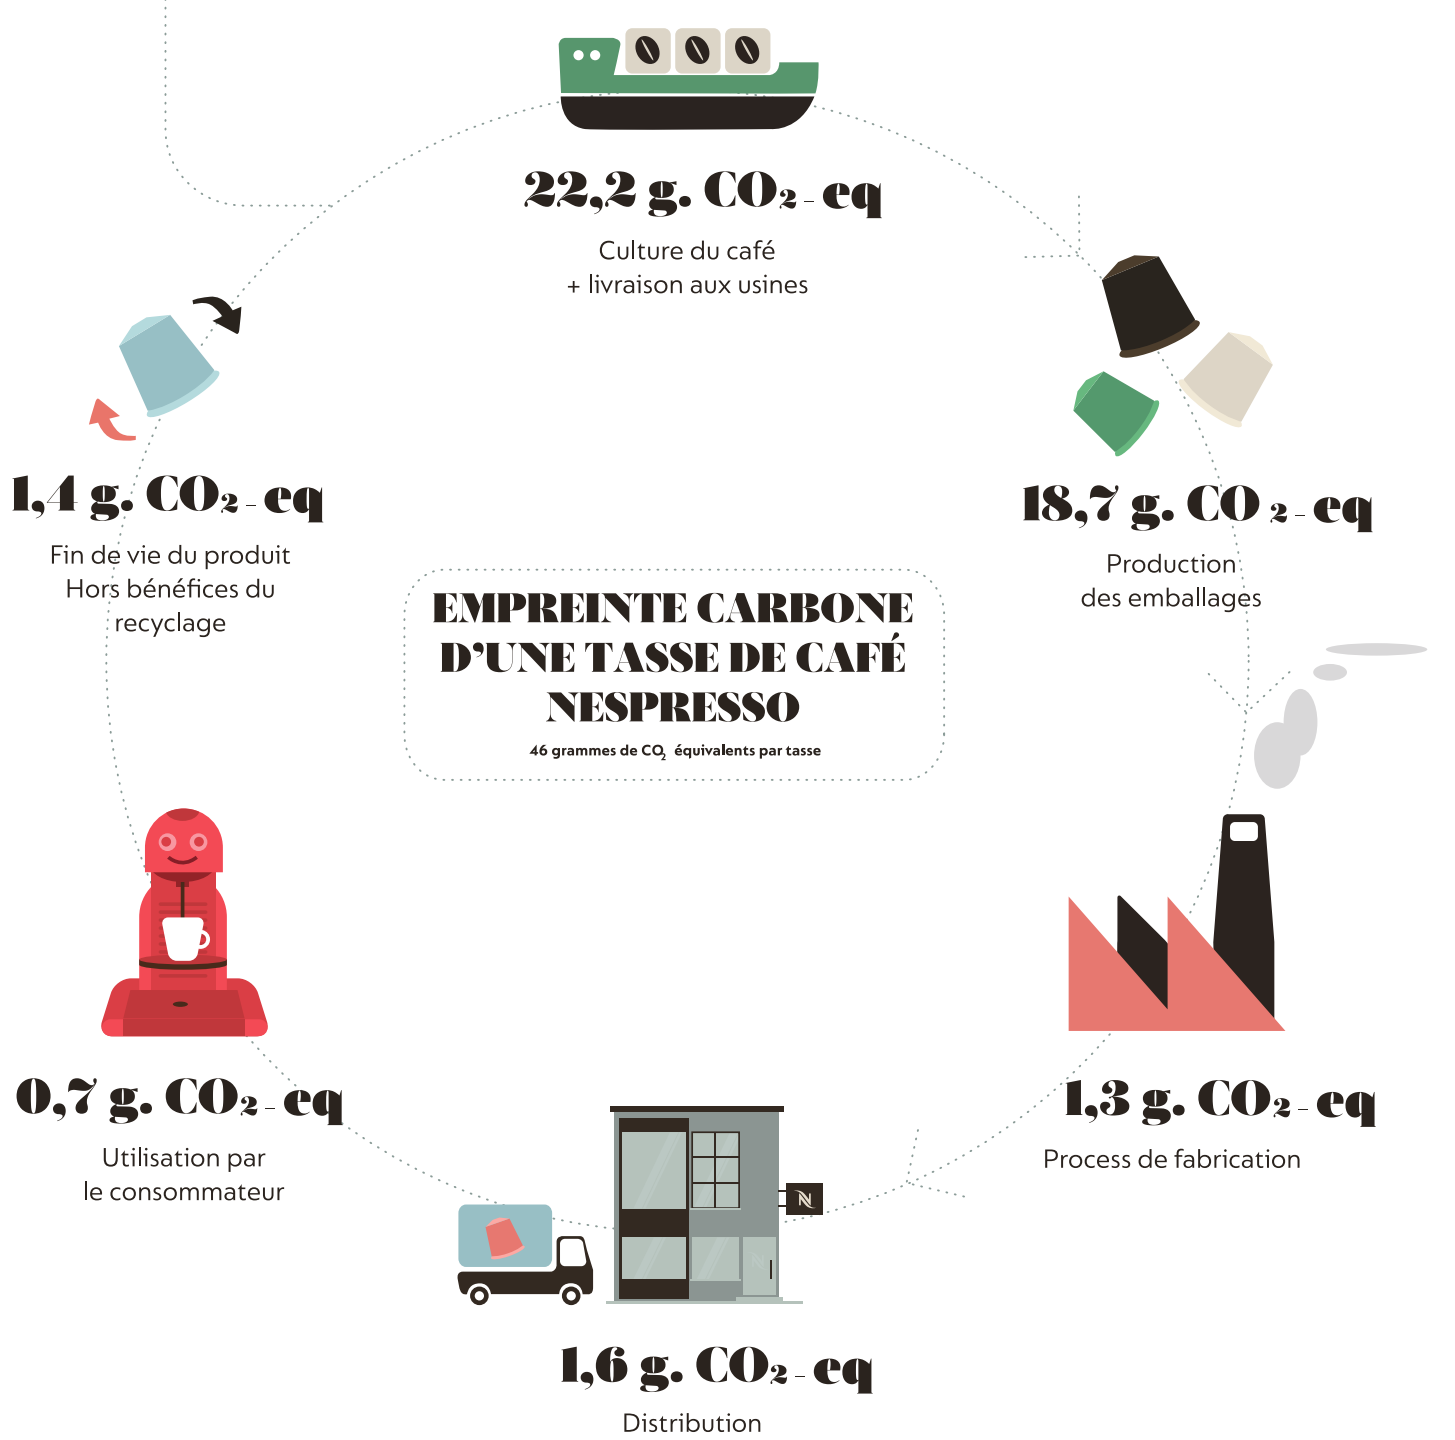 22,2 g. CO₂ – eq
Culture du café
+ livraison aux usines
18,7 g. CO ₂ – eq
Production
des emballages
1,3 g. CO₂ – eq
Process de fabrication
1,6 g. CO₂ – eq
Distribution
0,7 g. CO₂ – eq
Utilisation par
le consommateur
1,4 g. CO₂ – eq
Fin de vie du produit
Hors bénéfices du
recyclage
EMPREINTE CARBONE
D’UNE TASSE DE CAFÉ
NESPRESSO
46 grammes de CO₂ équivalents par tasse
N